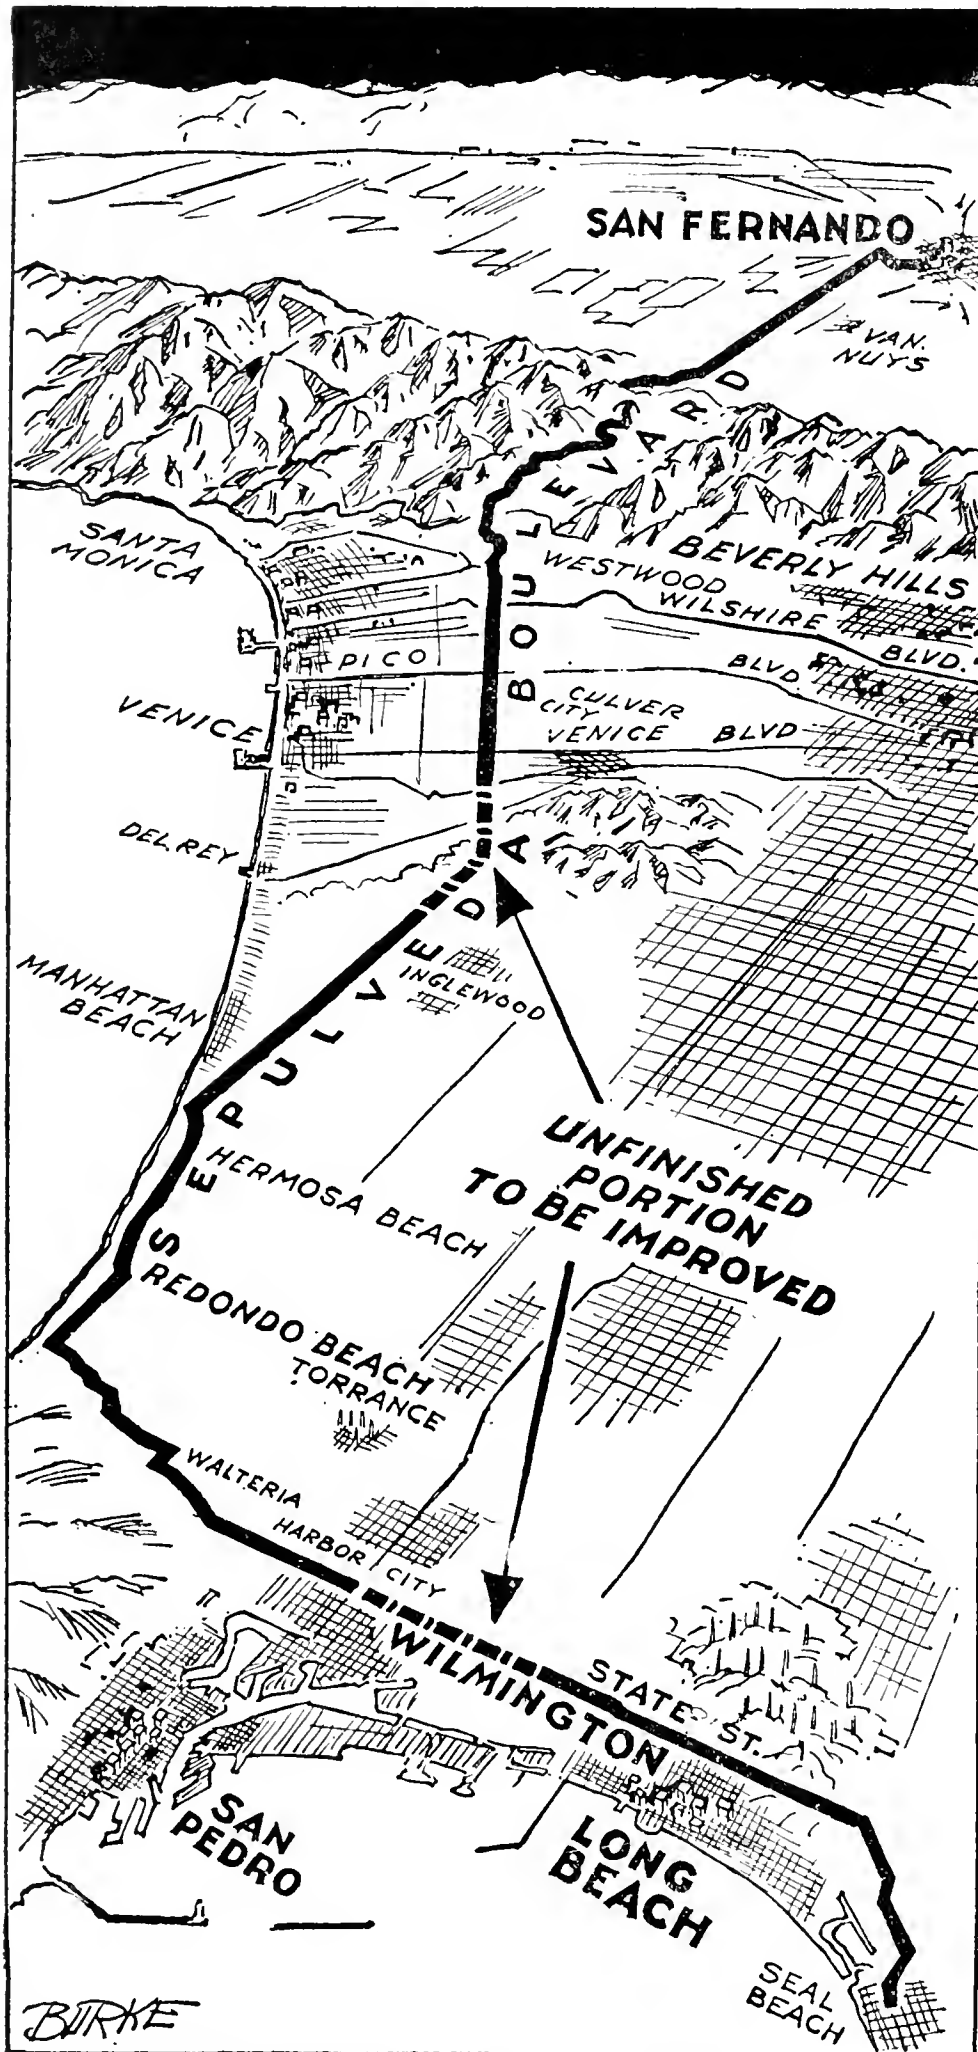 SAN FERNANDO
VAN.
NUYS
SEPULVEDA BOULEVARD
SANTA
MONICA
BEVERLY HILLS
WESTWOOD
WILSHIRE BLVD.
PICO BLVD.
CULVER
CITY
VENICE BLVD
VENICE
DEL REY
INGLEWOOD
MANHATTAN
BEACH
UNFINISHED
PORTION
TO BE IMPROVED
HERMOSA BEACH
REDONDO BEACH
TORRANCE
WALTERIA
HARBOR CITY
WILMINGTON
STATE ST.
SAN
PEDRO
LONG
BEACH
SEAL
BEACH
BURKE